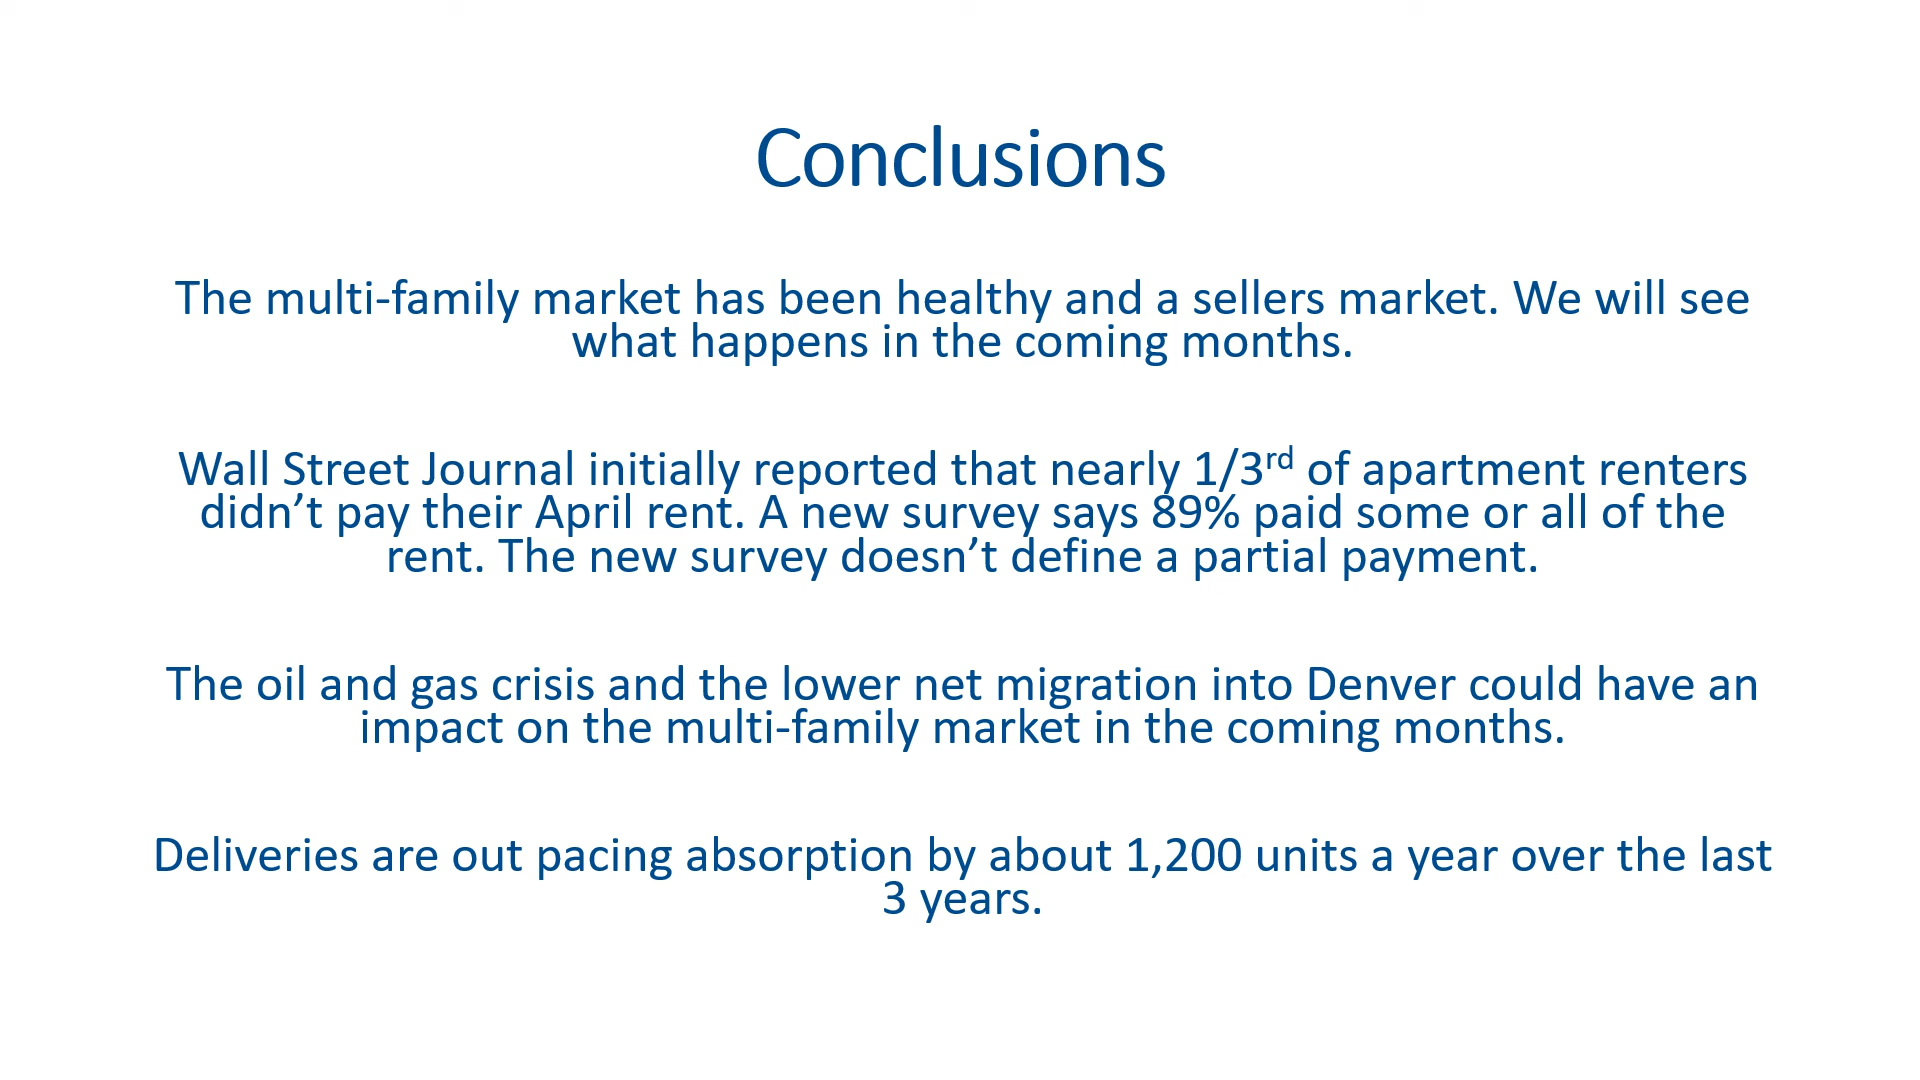 Conclusions
The multi-family market has been healthy and a sellers market. We will see
what happens in the coming months.
Wall Street Journal initially reported that nearly 1/3rd of apartment renters
didn’t pay their April rent. A new survey says 89% paid some or all of the
rent. The new survey doesn’t define a partial payment.
The oil and gas crisis and the lower net migration into Denver could have an
impact on the multi-family market in the coming months.
Deliveries are out pacing absorption by about 1,200 units a year over the last
3 years.